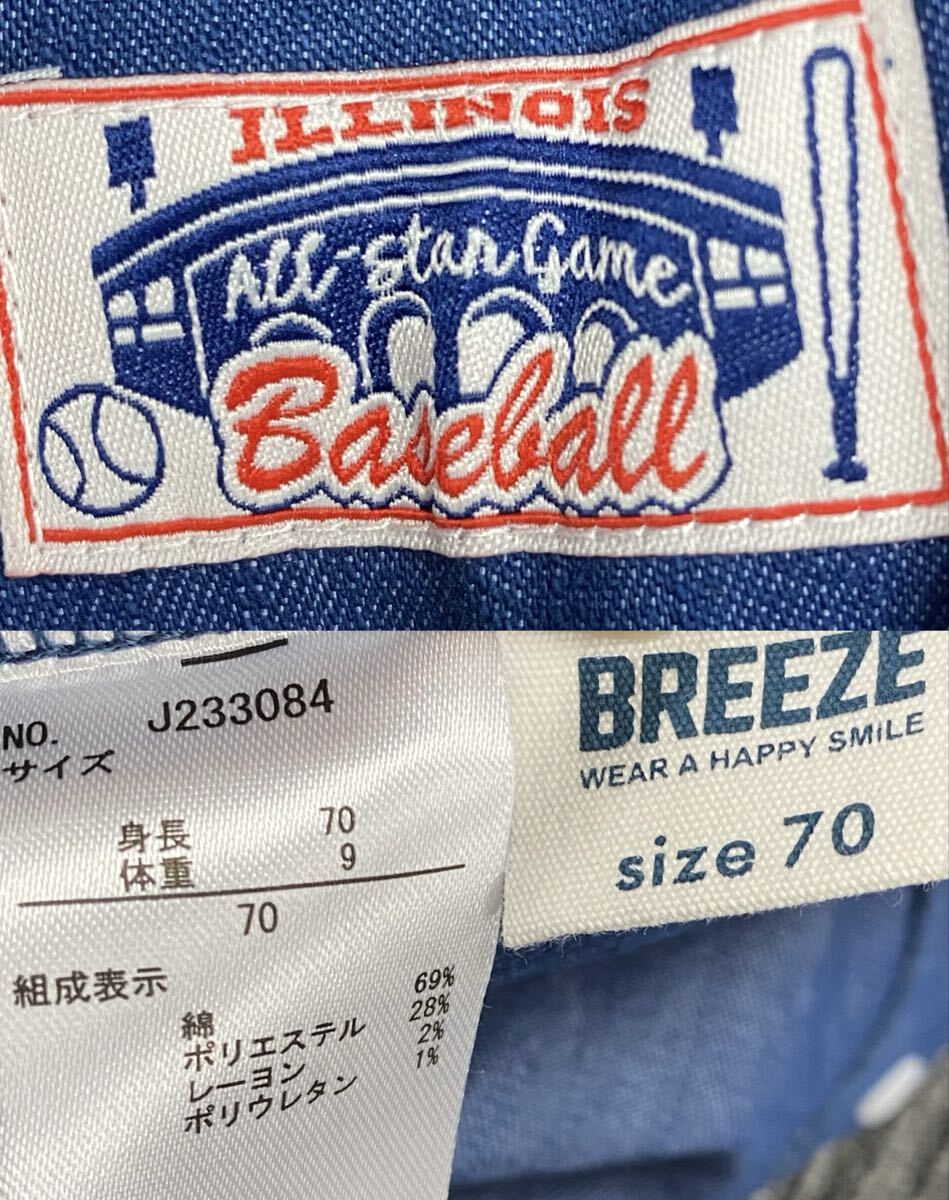 ILLINOIS
All-star Game
Baseball
NO. J233084
サイズ
身長 70
体重 9
70
組成表示
綿 69%
ポリエステル 28%
レーヨン 2%
ポリウレタン 1%
BREEZE
WEAR A HAPPY SMiLE
size 70